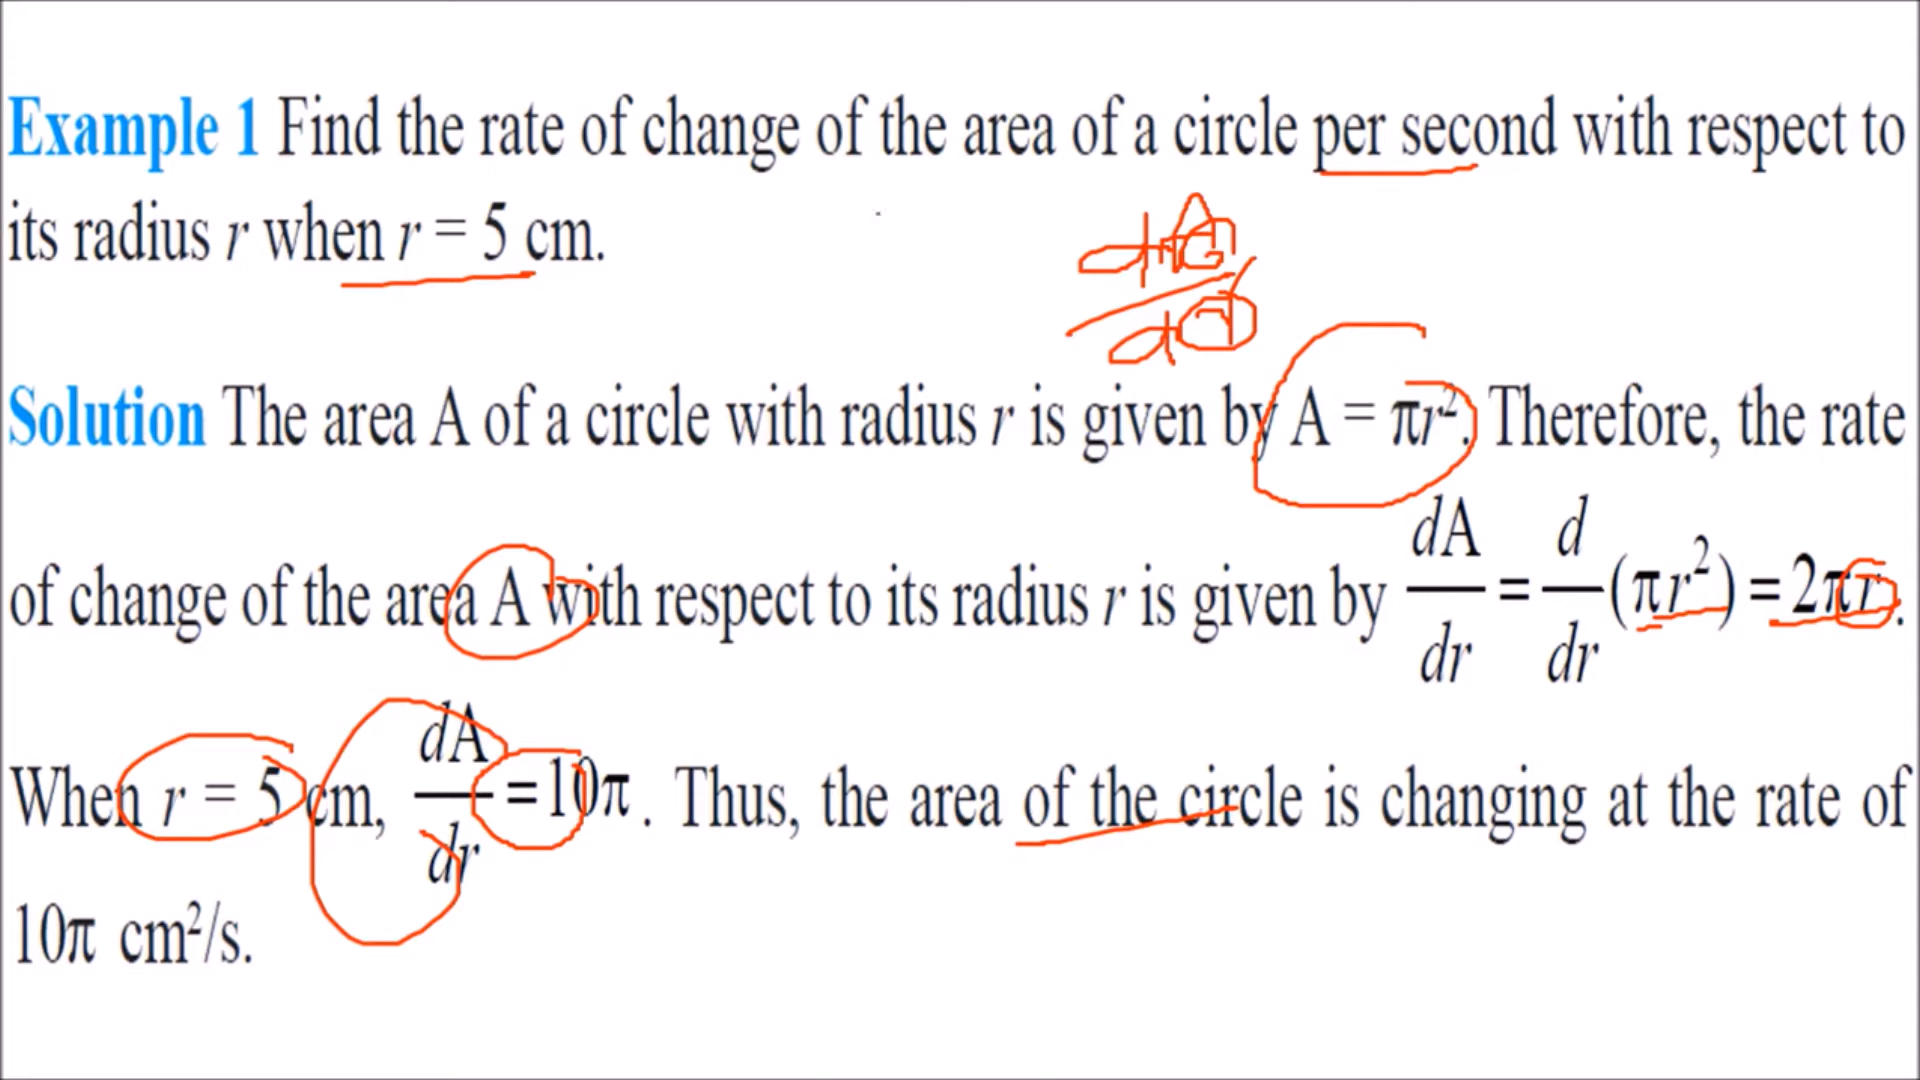 Example 1 Find the rate of change of the area of a circle per second with respect to
its radius r when r = 5 cm.
dA
dr
Solution The area A of a circle with radius r is given by A = πr². Therefore, the rate
of change of the area A with respect to its radius r is given by dA/dr = d/dr (πr²) = 2πr.
When r = 5 cm, dA/dr = 10π. Thus, the area of the circle is changing at the rate of
10π cm²/s.